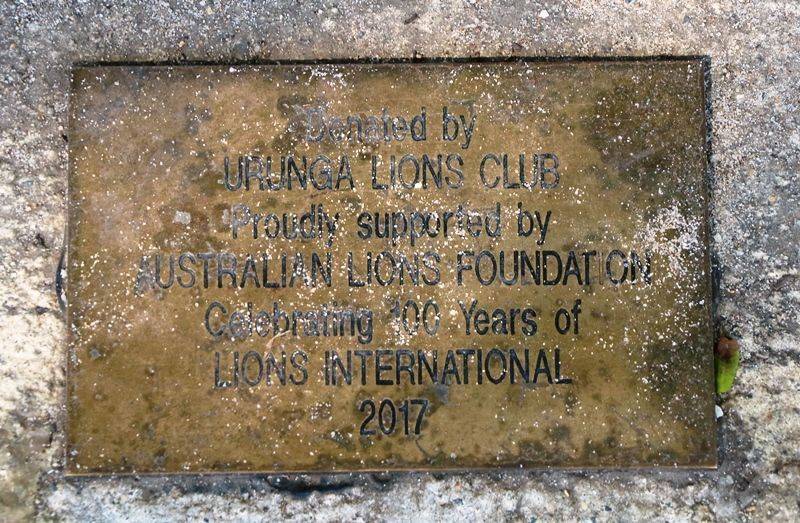 Donated by
URUNGA LIONS CLUB
Proudly supported by
AUSTRALIAN LIONS FOUNDATION
Celebrating 100 Years of
LIONS INTERNATIONAL
2017